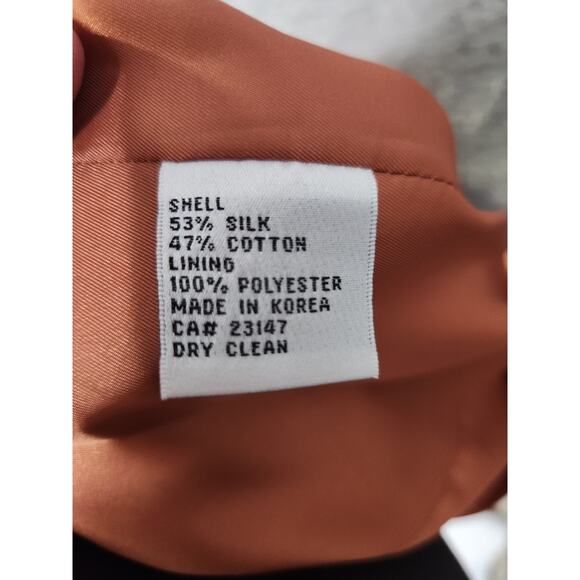 SHELL
53% SILK
47% COTTON
LINING
100% POLYESTER
MADE IN KOREA
CA# 23147
DRY CLEAN